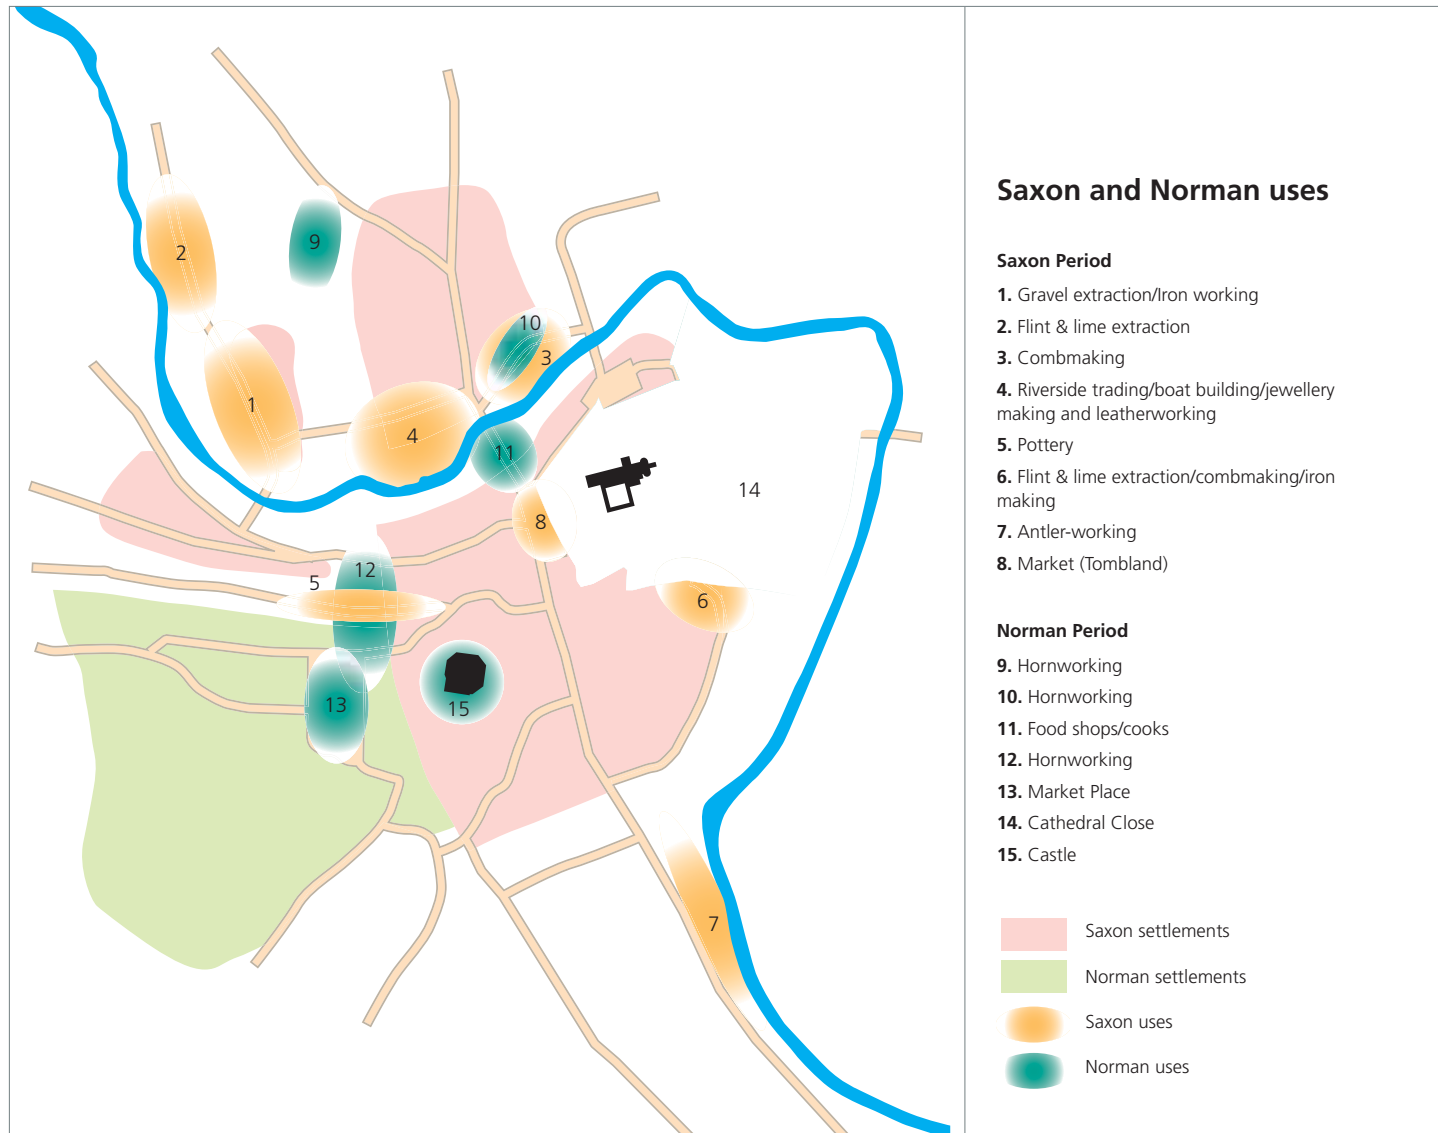 2
9
10
3
1
4
11
14
8
12
5
6
13
15
7
Saxon and Norman uses
Saxon Period
1. Gravel extraction/Iron working
2. Flint & lime extraction
3. Combmaking
4. Riverside trading/boat building/jewellery
making and leatherworking
5. Pottery
6. Flint & lime extraction/combmaking/iron
making
7. Antler-working
8. Market (Tombland)
Norman Period
9. Hornworking
10. Hornworking
11. Food shops/cooks
12. Hornworking
13. Market Place
14. Cathedral Close
15. Castle
Saxon settlements
Norman settlements
Saxon uses
Norman uses